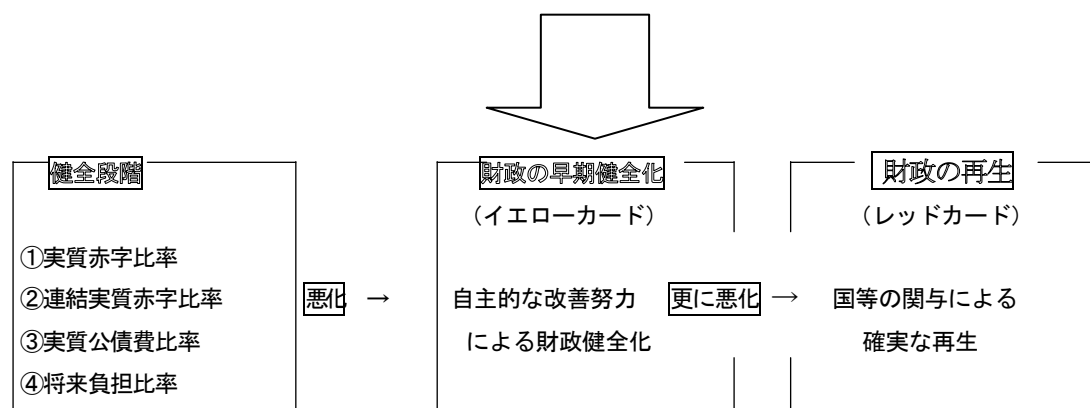 健全段階
①実質赤字比率
②連結実質赤字比率
③実質公債費比率
④将来負担比率
悪化 →
財政の早期健全化
(イエローカード)
自主的な改善努力
による財政健全化
更に悪化 →
財政の再生
(レッドカード)
国等の関与による
確実な再生